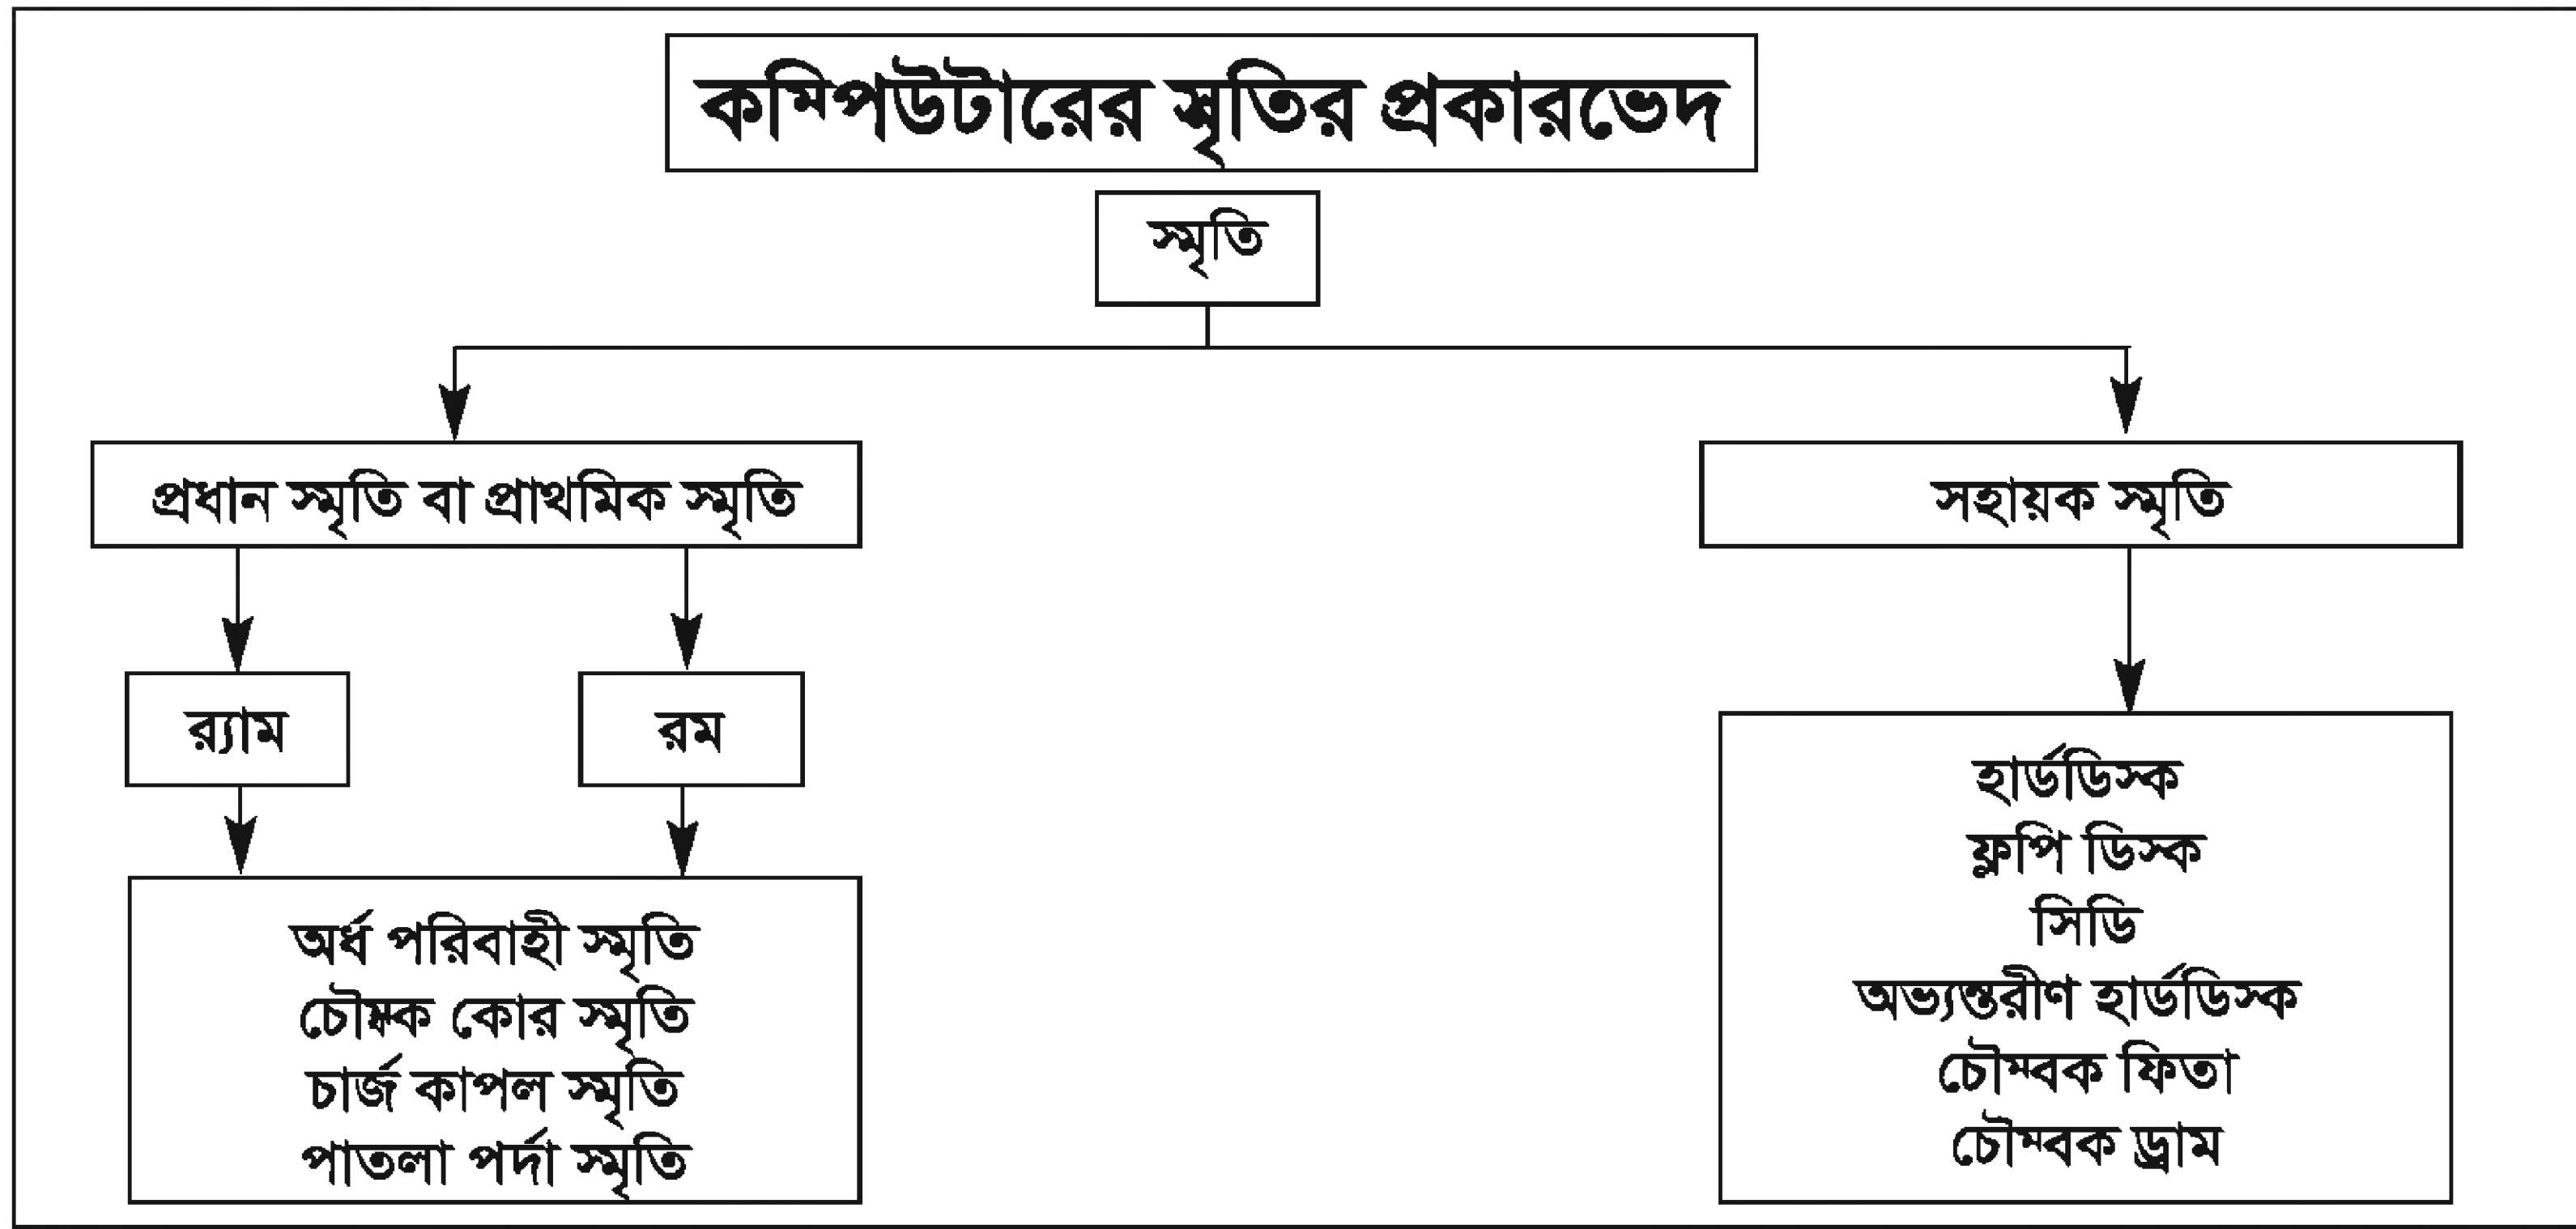 কম্পিউটারের স্মৃতির প্রকারভেদ
স্মৃতি
প্রধান স্মৃতি বা প্রাথমিক স্মৃতি
সহায়ক স্মৃতি
র‍্যাম
রম
অর্ধ পরিবাহী স্মৃতি
চৌম্বক কোর স্মৃতি
চার্জ কাপল স্মৃতি
পাতলা পর্দা স্মৃতি
হার্ডডিস্ক
ফ্লপি ডিস্ক
সিডি
অভ্যন্তরীণ হার্ডডিস্ক
চৌম্বক ফিতা
চৌম্বক ড্রাম